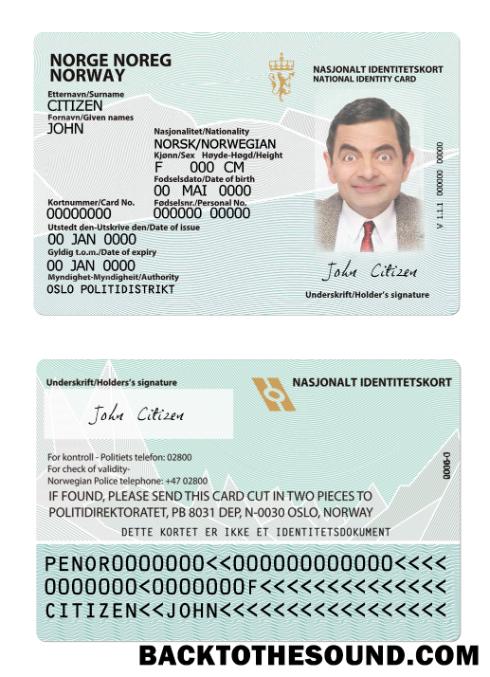 NORGE NOREG
NORWAY
NASJONALT IDENTITETSKORT
NATIONAL IDENTITY CARD
Etternavn/Surname
CITIZEN
Fornavn/Given names
JOHN
Nasjonalitet/Nationality
NORSK/NORWEGIAN
Kjønn/Sex Høyde-Høgd/Height
F 000 CM
Fodselsdato/Date of birth
00 MAI 0000
Kortnummer/Card No.
00000000
Fødselsnr./Personal No.
000000 00000
Utstedt den-Utskrive den/Date of issue
00 JAN 0000
Gyldig t.o.m./Date of expiry
00 JAN 0000
Myndighet-Myndigheit/Authority
OSLO POLITIDISTRIKT
V 1.1.1 000000 00000
John Citizen
Underskrift/Holder's signature
Underskrift/Holders's signature
NASJONALT IDENTITETSKORT
John Citizen
For kontroll - Politiets telefon: 02800
For check of validity-
Norwegian Police telephone: +47 02800
IF FOUND, PLEASE SEND THIS CARD CUT IN TWO PIECES TO
POLITIDIREKTORATET, PB 8031 DEP, N-0030 OSLO, NORWAY
DETTE KORTET ER IKKE ET IDENTITETSDOKUMENT
PENOR0000000<<000000000000<<<<
0000000<0000000F<<<<<<<<<<<<<<
CITIZEN<<JOHN<<<<<<<<<<<<<<<<<
BACKTOTHESOUND.COM